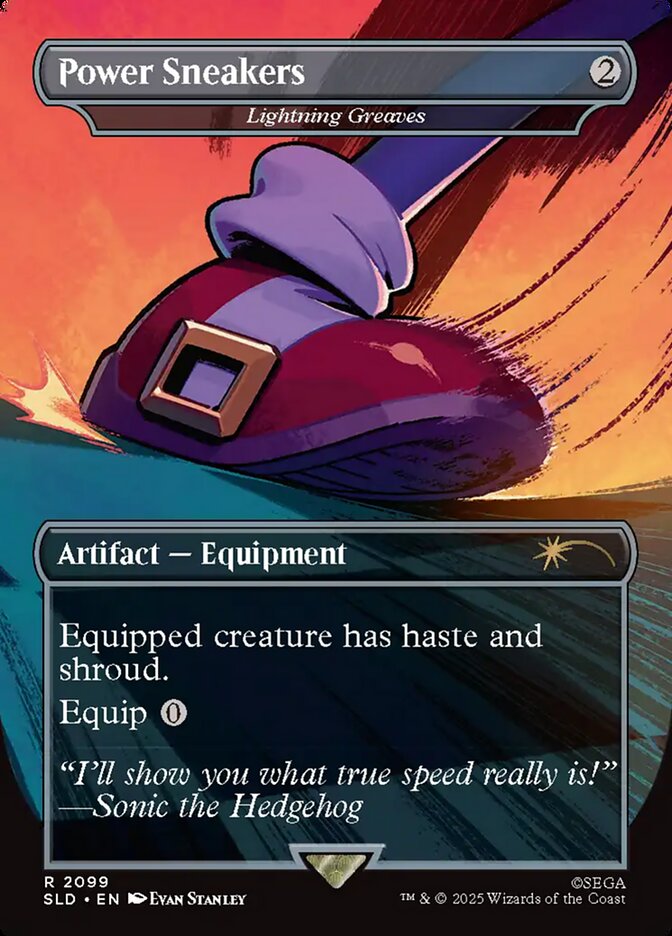 Power Sneakers 2
Lightning Greaves
Artifact — Equipment
Equipped creature has haste and
shroud.
Equip 0
“I’ll show you what true speed really is!”
—Sonic the Hedgehog
R 2099
SLD • EN Evan Stanley
©SEGA
™ & © 2025 Wizards of the Coast